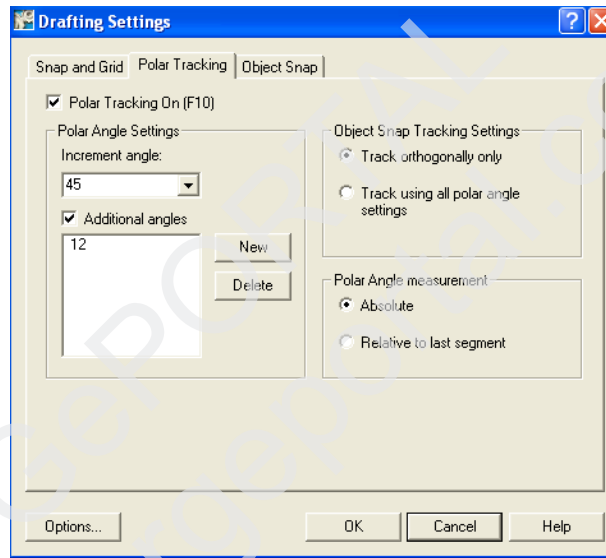 Drafting Settings
Snap and Grid
Polar Tracking
Object Snap
Polar Tracking On (F10)
Polar Angle Settings
Increment angle:
45
Additional angles
12
New
Delete
Object Snap Tracking Settings
Track orthogonally only
Track using all polar angle
settings
Polar Angle measurement
Absolute
Relative to last segment
Options...
OK
Cancel
Help